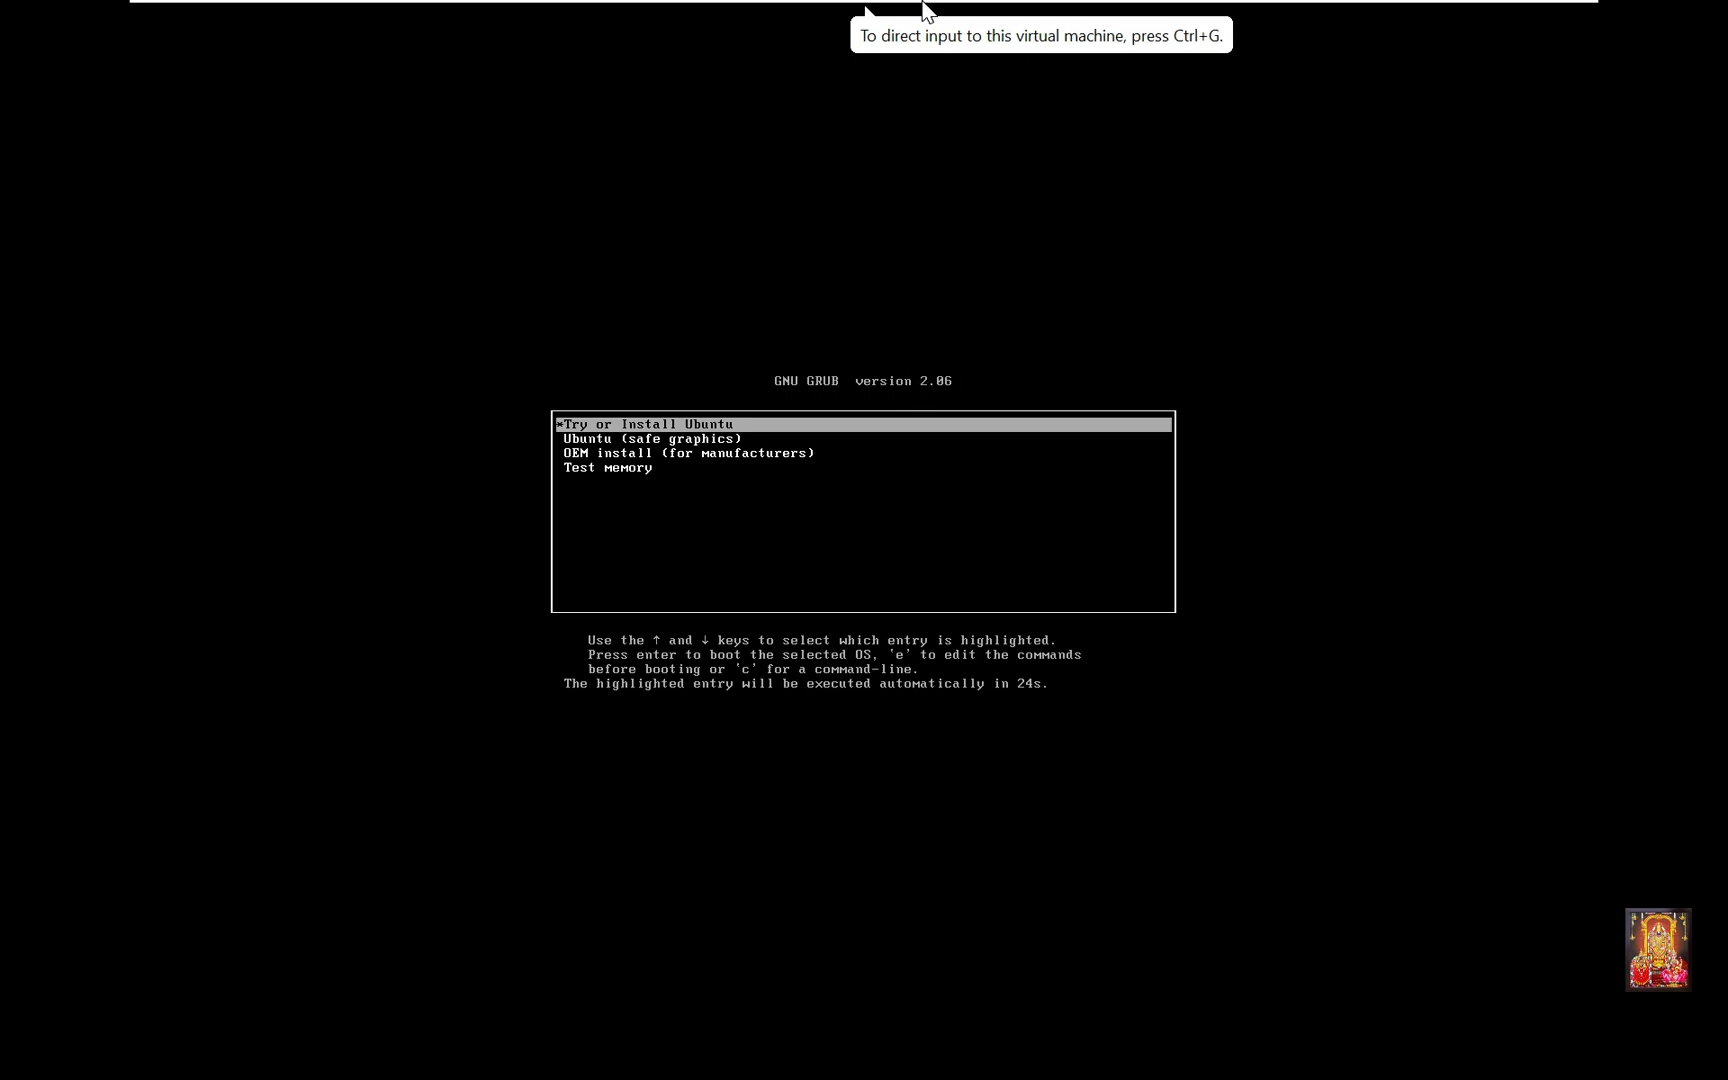 To direct input to this virtual machine, press Ctrl+G.
GNU GRUB version 2.06
*Try or Install Ubuntu
Ubuntu (safe graphics)
OEM install (for manufacturers)
Test memory
Use the ↑ and ↓ keys to select which entry is highlighted.
Press enter to boot the selected OS, `e' to edit the commands
before booting or `c' for a command-line.
The highlighted entry will be executed automatically in 24s.